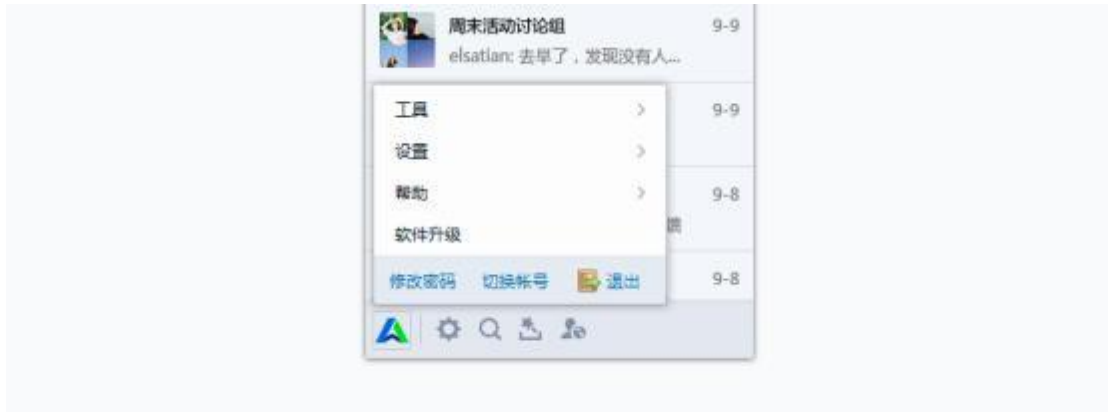 周末活动讨论组 9-9
elsatian: 去早了，发现没有人...
工具 9-9
设置
帮助 9-8
软件升级
修改密码 切换帐号 退出 9-8